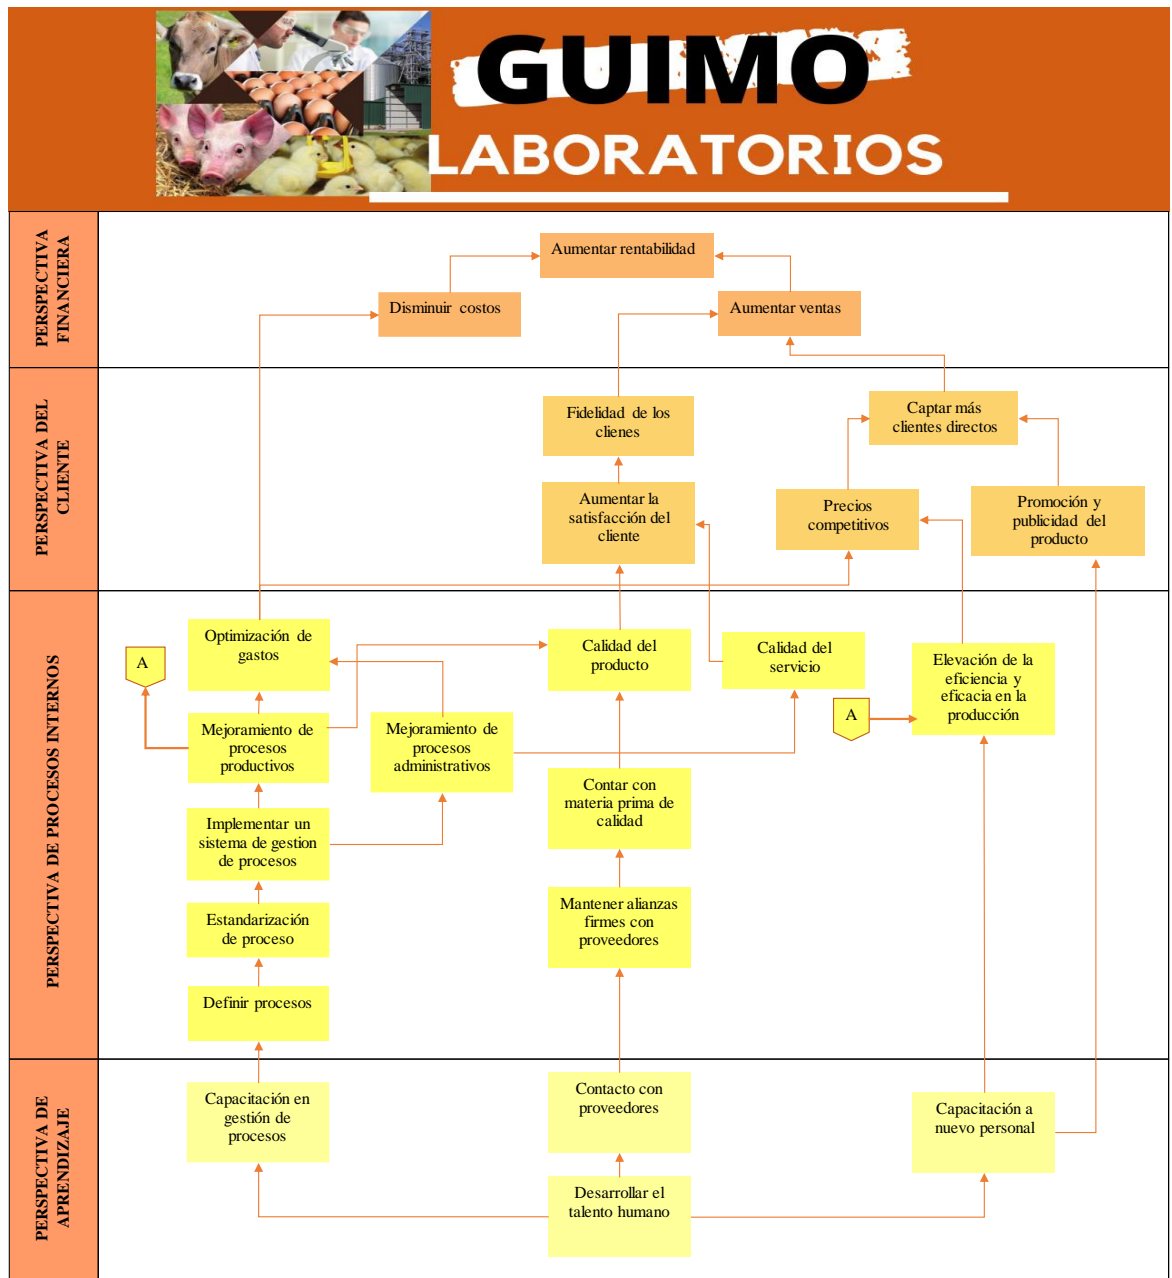 GUIMO
LABORATORIOS
PERSPECTIVA
FINANCIERA
Aumentar rentabilidad
Disminuir costos
Aumentar ventas
PERSPECTIVA DEL
CLIENTE
Fidelidad de los
clienes
Captar más
clientes directos
Aumentar la
satisfacción del
cliente
Precios
competitivos
Promoción y
publicidad del
producto
PERSPECTIVA DE PROCESOS INTERNOS
Optimización de
gastos
Calidad del
producto
Calidad del
servicio
Elevación de la
eficiencia y
eficacia en la
producción
A
A
Mejoramiento de
procesos
productivos
Mejoramiento de
procesos
administrativos
Contar con
materia prima de
calidad
Implementar un
sistema de gestion
de procesos
Mantener alianzas
firmes con
proveedores
Estandarización
de proceso
Definir procesos
PERSPECTIVA DE
APRENDIZAJE
Capacitación en
gestión de
procesos
Contacto con
proveedores
Capacitación a
nuevo personal
Desarrollar el
talento humano